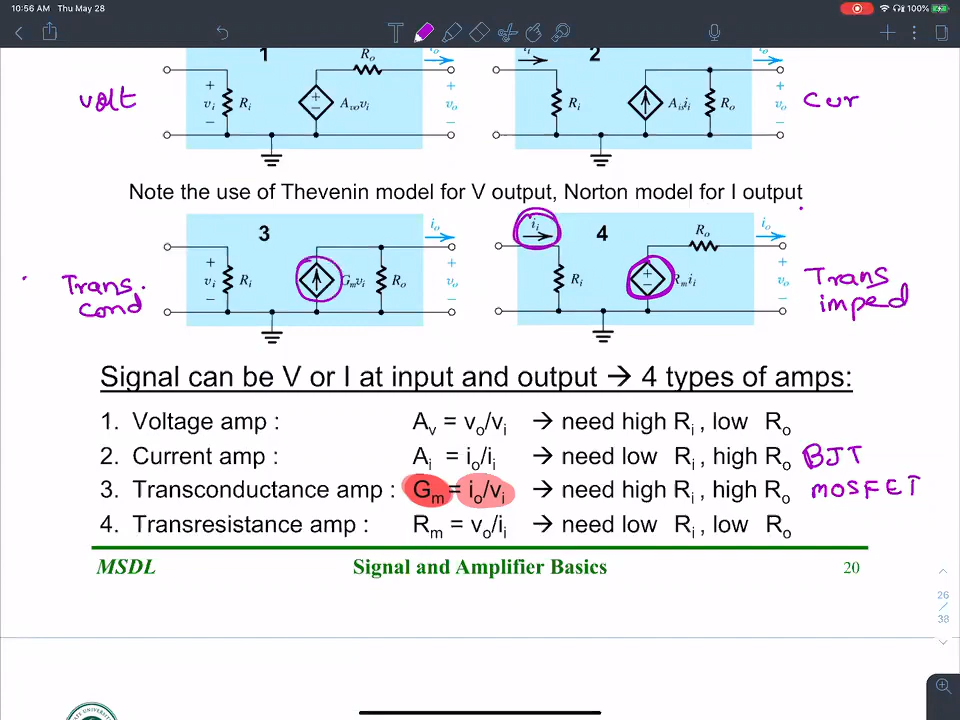 10:56 AM Thu May 28
100%
1 R_o i_o i_i 2
volt + v_i − R_i + − A_vo v_i + v_o − R_i A_is i_i R_o + v_o − cur
Note the use of Thevenin model for V output, Norton model for I output
3 i_o i_i 4 R_o i_o
Trans. cond + v_i − R_i G_m v_i R_o + v_o − R_i + − R_m i_i + v_o − Trans imped
Signal can be V or I at input and output → 4 types of amps:
1. Voltage amp : A_v = v_o/v_i → need high R_i , low R_o
2. Current amp : A_i = i_o/i_i → need low R_i , high R_o BJT
3. Transconductance amp : G_m = i_o/v_i → need high R_i , high R_o MOSFET
4. Transresistance amp : R_m = v_o/i_i → need low R_i , low R_o
MSDL Signal and Amplifier Basics 20
26
/
38